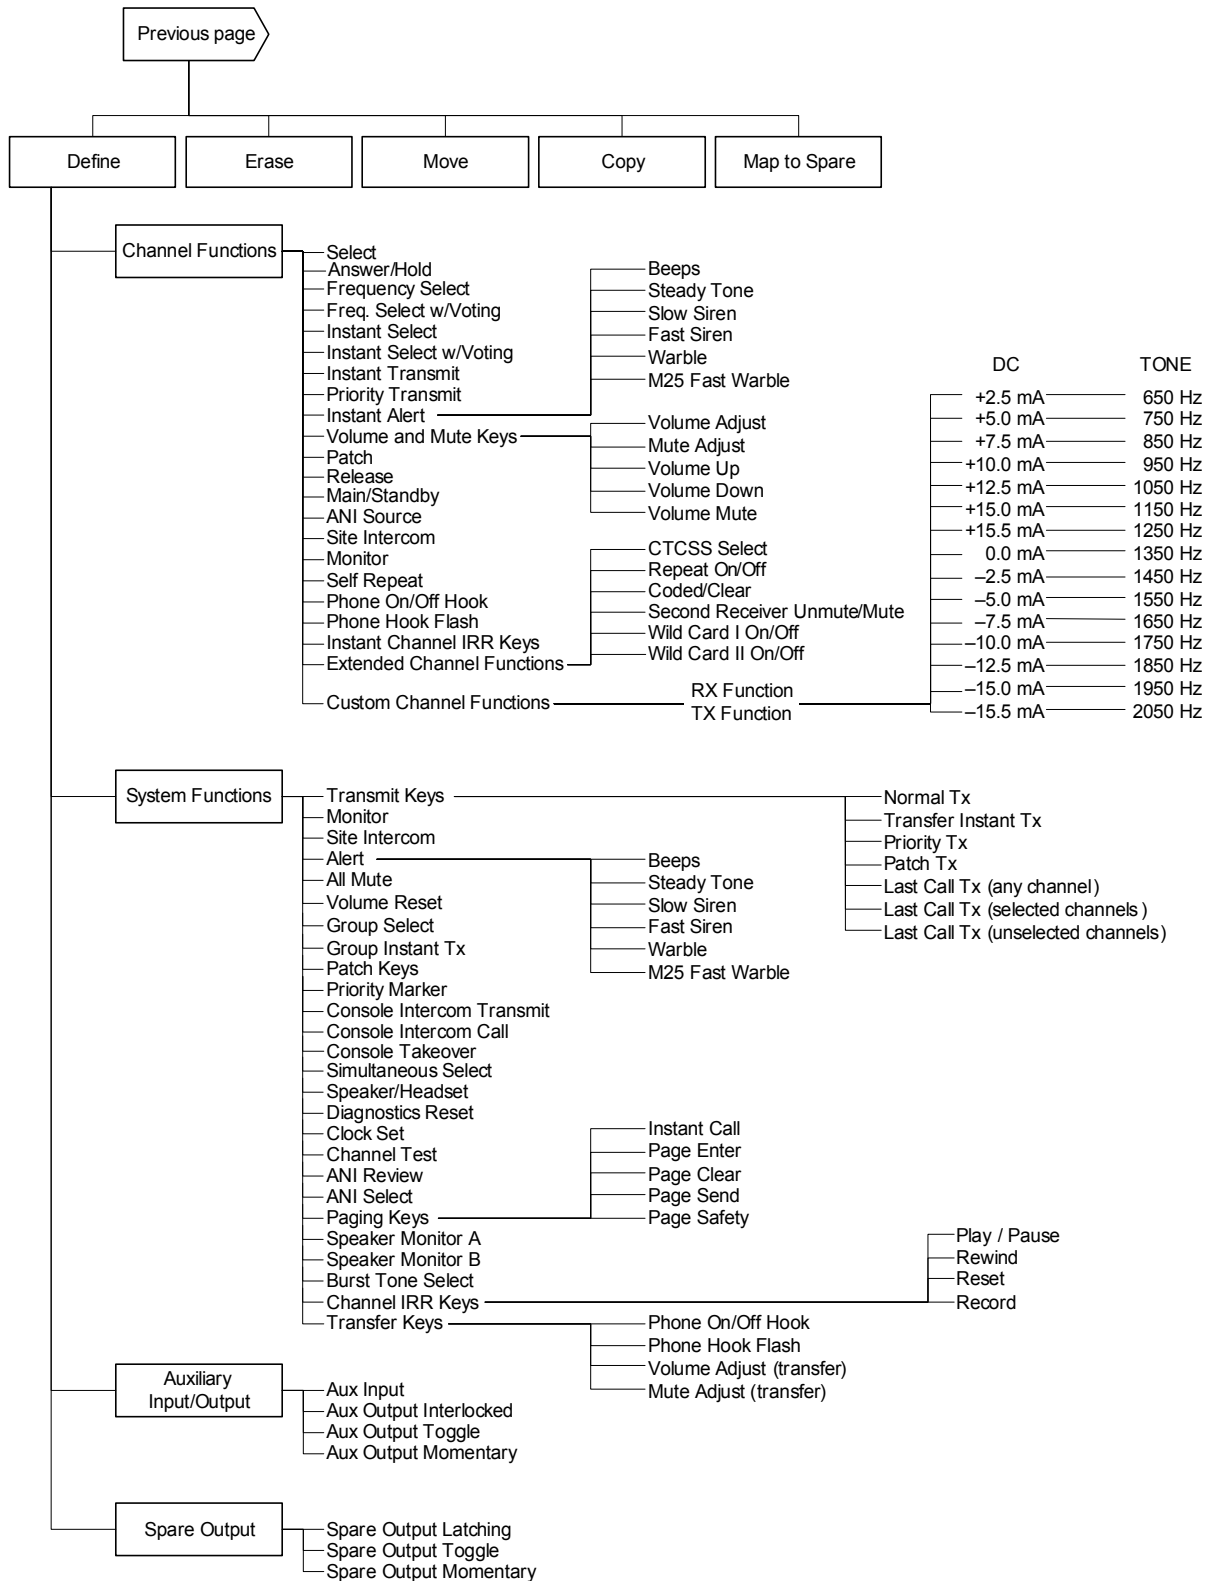 Previous page
Define
Erase
Move
Copy
Map to Spare
Channel Functions
Select
Answer/Hold
Frequency Select
Freq. Select w/Voting
Instant Select
Instant Select w/Voting
Instant Transmit
Priority Transmit
Instant Alert
Volume and Mute Keys
Patch
Release
Main/Standby
ANI Source
Site Intercom
Monitor
Self Repeat
Phone On/Off Hook
Phone Hook Flash
Instant Channel IRR Keys
Extended Channel Functions
Custom Channel Functions
Beeps
Steady Tone
Slow Siren
Fast Siren
Warble
M25 Fast Warble
Volume Adjust
Mute Adjust
Volume Up
Volume Down
Volume Mute
CTCSS Select
Repeat On/Off
Coded/Clear
Second Receiver Unmute/Mute
Wild Card I On/Off
Wild Card II On/Off
RX Function
TX Function
DC TONE
+2.5 mA 650 Hz
+5.0 mA 750 Hz
+7.5 mA 850 Hz
+10.0 mA 950 Hz
+12.5 mA 1050 Hz
+15.0 mA 1150 Hz
+15.5 mA 1250 Hz
0.0 mA 1350 Hz
–2.5 mA 1450 Hz
–5.0 mA 1550 Hz
–7.5 mA 1650 Hz
–10.0 mA 1750 Hz
–12.5 mA 1850 Hz
–15.0 mA 1950 Hz
–15.5 mA 2050 Hz
System Functions
Transmit Keys
Monitor
Site Intercom
Alert
All Mute
Volume Reset
Group Select
Group Instant Tx
Patch Keys
Priority Marker
Console Intercom Transmit
Console Intercom Call
Console Takeover
Simultaneous Select
Speaker/Headset
Diagnostics Reset
Clock Set
Channel Test
ANI Review
ANI Select
Paging Keys
Speaker Monitor A
Speaker Monitor B
Burst Tone Select
Channel IRR Keys
Transfer Keys
Normal Tx
Transfer Instant Tx
Priority Tx
Patch Tx
Last Call Tx (any channel)
Last Call Tx (selected channels)
Last Call Tx (unselected channels)
Beeps
Steady Tone
Slow Siren
Fast Siren
Warble
M25 Fast Warble
Instant Call
Page Enter
Page Clear
Page Send
Page Safety
Play / Pause
Rewind
Reset
Record
Phone On/Off Hook
Phone Hook Flash
Volume Adjust (transfer)
Mute Adjust (transfer)
Auxiliary
Input/Output
Aux Input
Aux Output Interlocked
Aux Output Toggle
Aux Output Momentary
Spare Output
Spare Output Latching
Spare Output Toggle
Spare Output Momentary